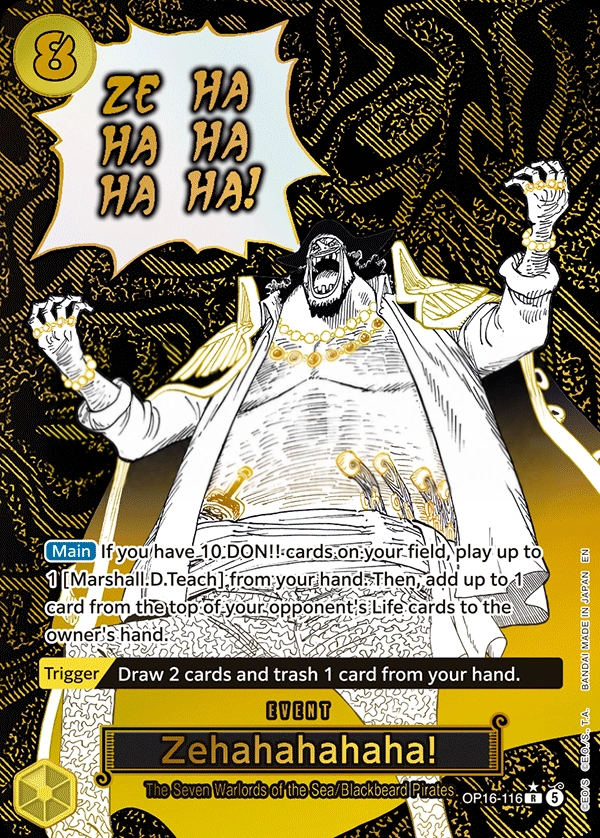 8
ZE HA
HA HA
HA HA!
Main If you have 10 DON!! cards on your field, play up to
1 [Marshall.D.Teach] from your hand. Then, add up to 1
card from the top of your opponent's Life cards to the
owner's hand.
Trigger Draw 2 cards and trash 1 card from your hand.
EVENT
Zehahahahaha!
The Seven Warlords of the Sea/Blackbeard Pirates
OP16-116 R 5
©E.O./S. ©E.O./S., T.A. BANDAI MADE IN JAPAN EN